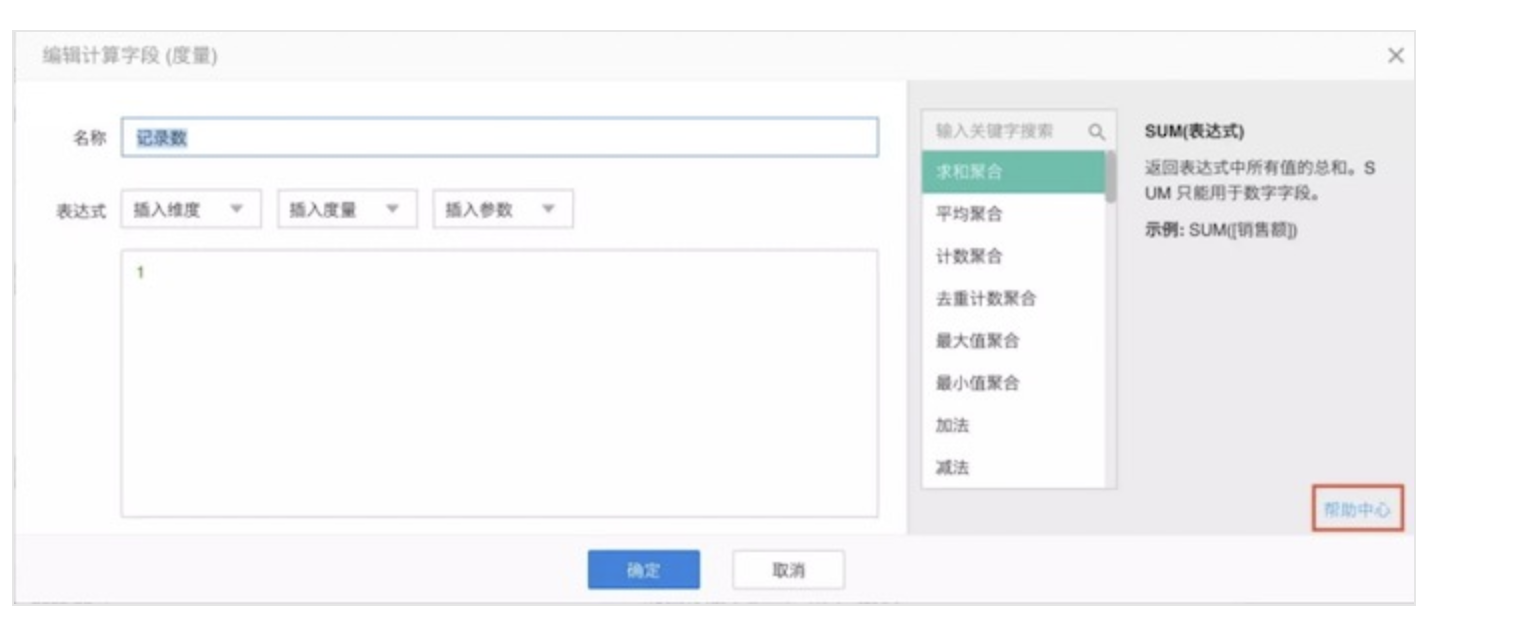 编辑计算字段 (度量)
名称 记录数
表达式 插入维度 插入度量 插入参数
1
输入关键字搜索
求和聚合
平均聚合
计数聚合
去重计数聚合
最大值聚合
最小值聚合
加法
减法
SUM(表达式)
返回表达式中所有值的总和。S
UM 只能用于数字字段。
示例: SUM([销售额])
帮助中心
确定 取消